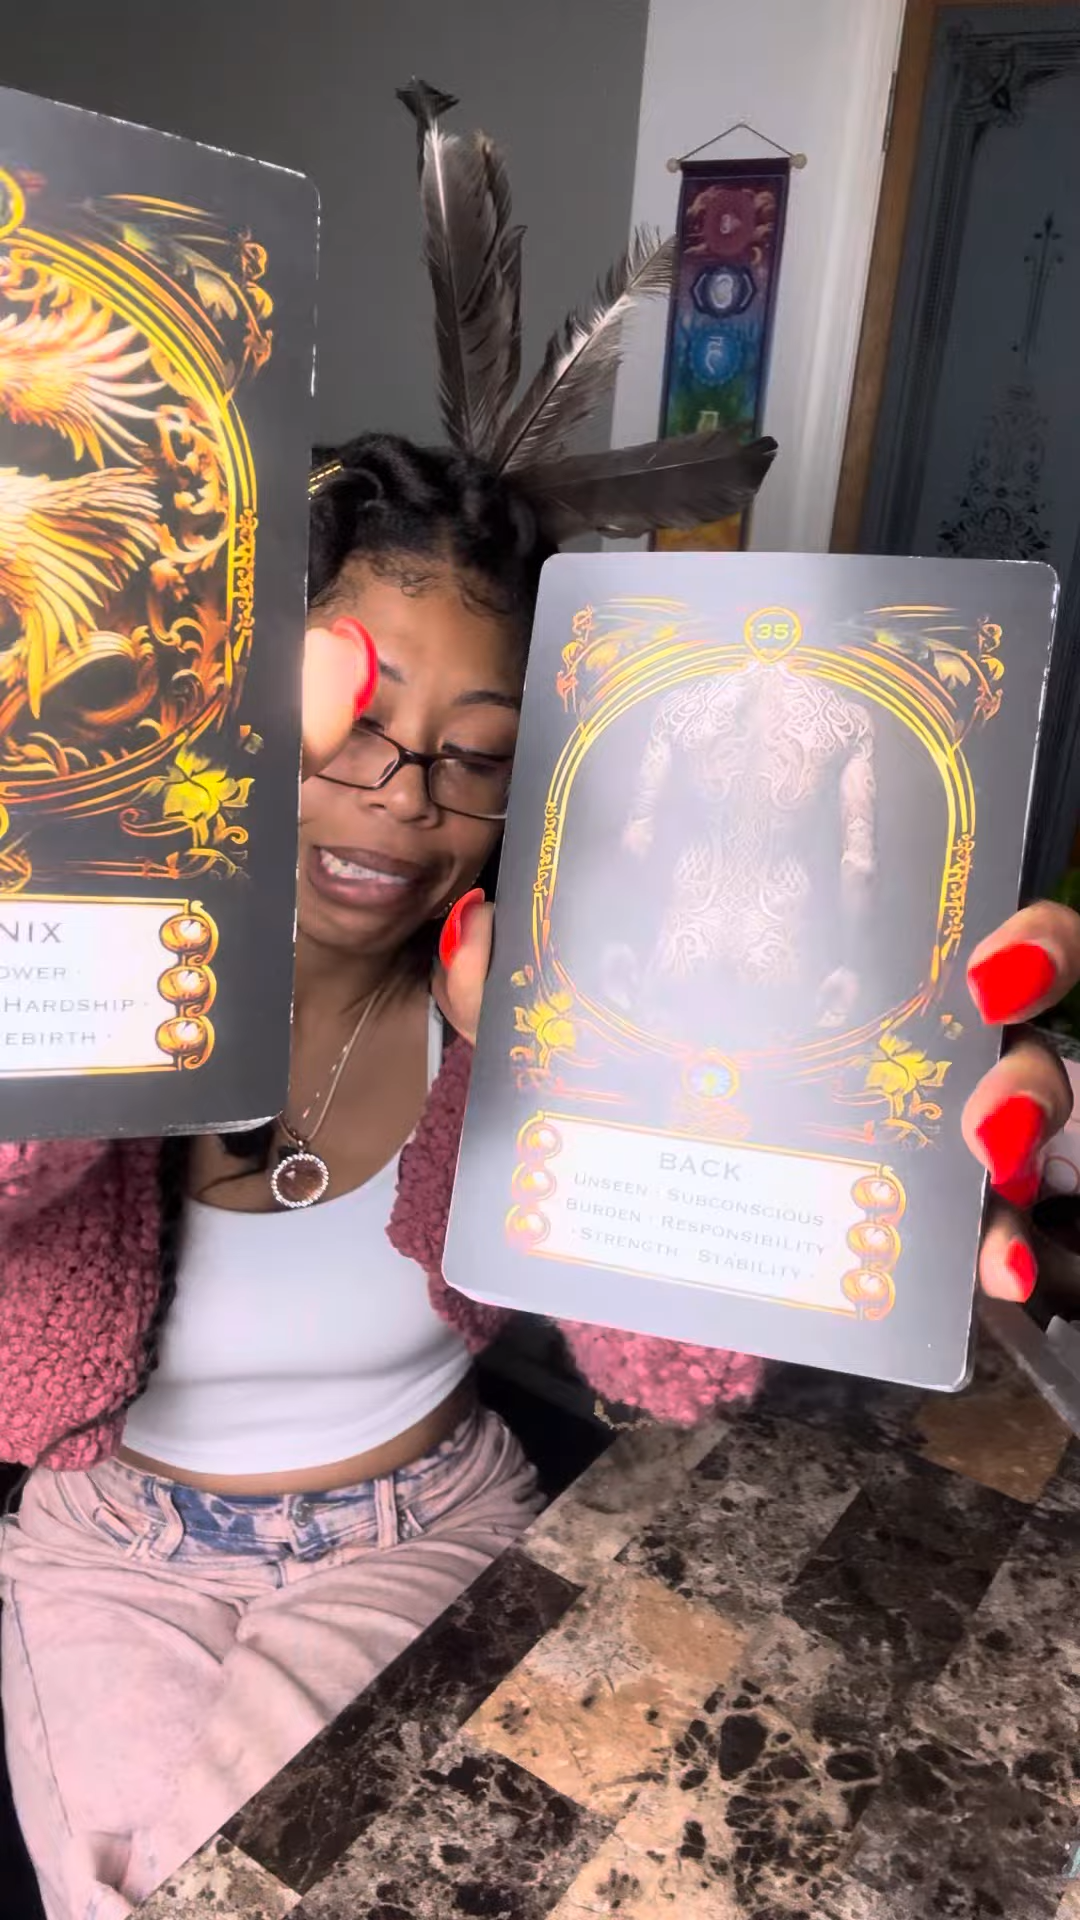 NIX
OWER ·
HARDSHIP ·
EBIRTH ·
35
BACK
UNSEEN · SUBCONSCIOUS ·
BURDEN · RESPONSIBILITY
· STRENGTH STABILITY ·